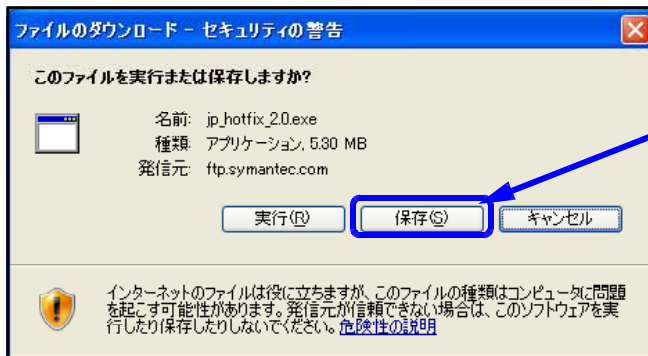 ファイルのダウンロード - セキュリティの警告
このファイルを実行または保存しますか?
名前: jp_hotfix_2.0.exe
種類: アプリケーション, 5.30 MB
発信元: ftp.symantec.com
実行(R) 保存(S) キャンセル
インターネットのファイルは役に立ちますが、このファイルの種類はコンピュータに問題
を起こす可能性があります。発信元が信頼できない場合は、このソフトウェアを実
行したり保存したりしないでください。危険性の説明